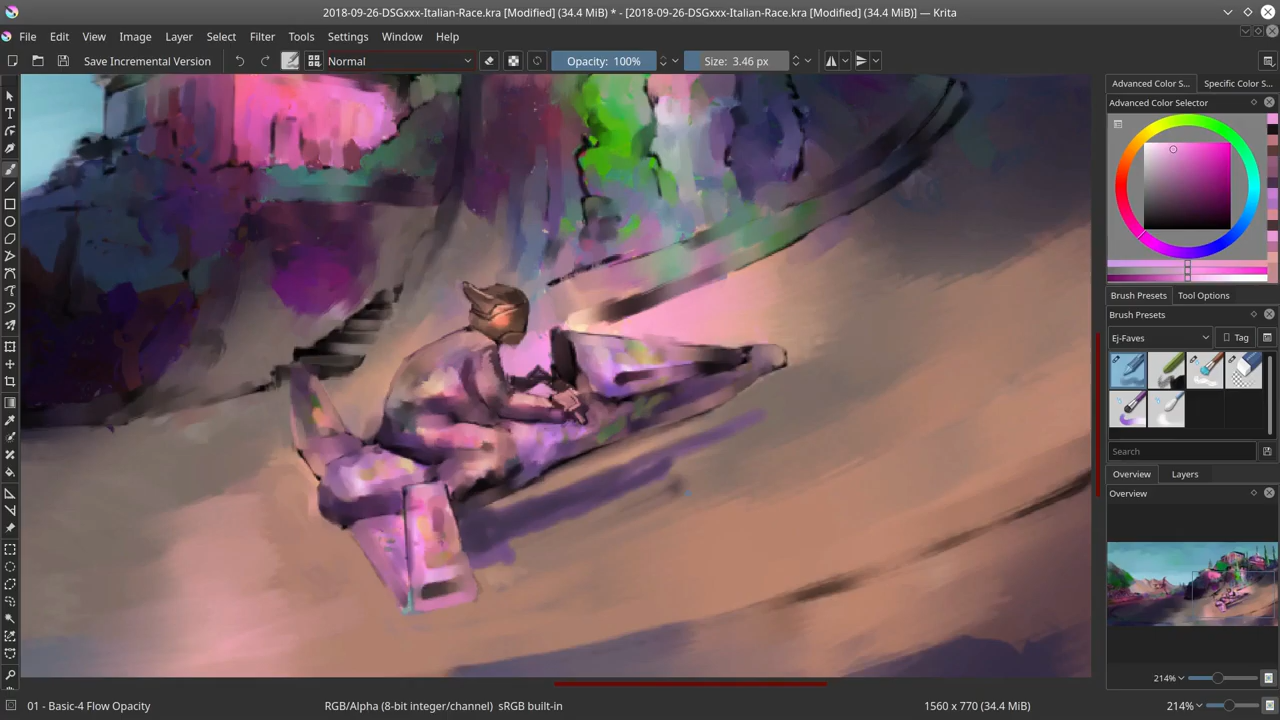 2018-09-26-DSGxxx-Italian-Race.kra [Modified] (34.4 MiB) * - [2018-09-26-DSGxxx-Italian-Race.kra [Modified] (34.4 MiB)] — Krita
File Edit View Image Layer Select Filter Tools Settings Window Help
Save Incremental Version Normal Opacity: 100% Size: 3.46 px
Advanced Color S... Specific Color S...
Advanced Color Selector
Brush Presets Tool Options
Brush Presets
Ej-Faves Tag
Search
Overview Layers
Overview
214%
01 - Basic-4 Flow Opacity RGB/Alpha (8-bit integer/channel) sRGB built-in 1560 x 770 (34.4 MiB) 214%